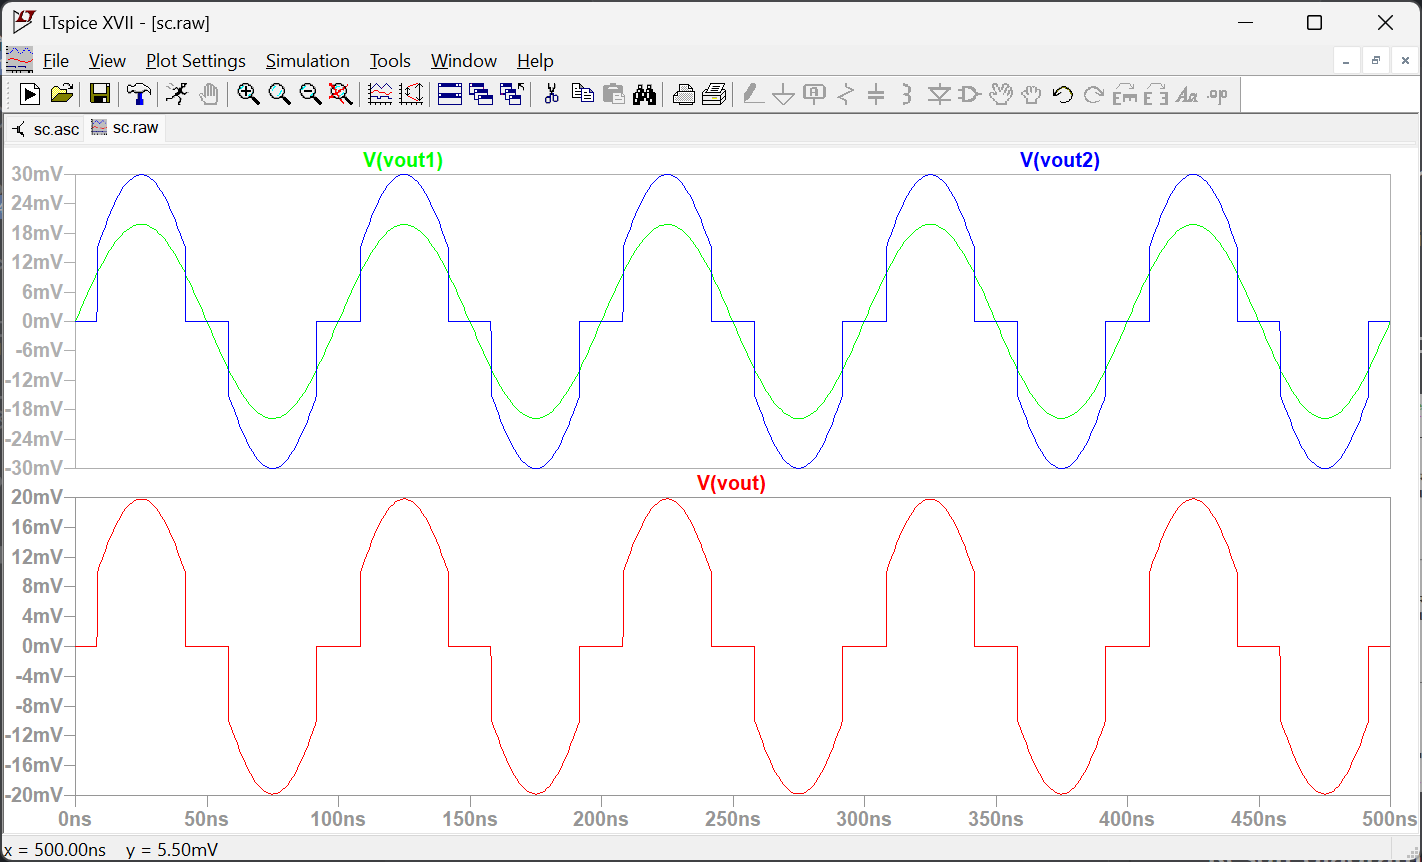 LTspice XVII - [sc.raw]
File View Plot Settings Simulation Tools Window Help
sc.asc sc.raw
V(vout1) V(vout2)
30mV
24mV
18mV
12mV
6mV
0mV
-6mV
-12mV
-18mV
-24mV
-30mV
V(vout)
20mV
16mV
12mV
8mV
4mV
0mV
-4mV
-8mV
-12mV
-16mV
-20mV
0ns 50ns 100ns 150ns 200ns 250ns 300ns 350ns 400ns 450ns 500ns
x = 500.00ns y = 5.50mV